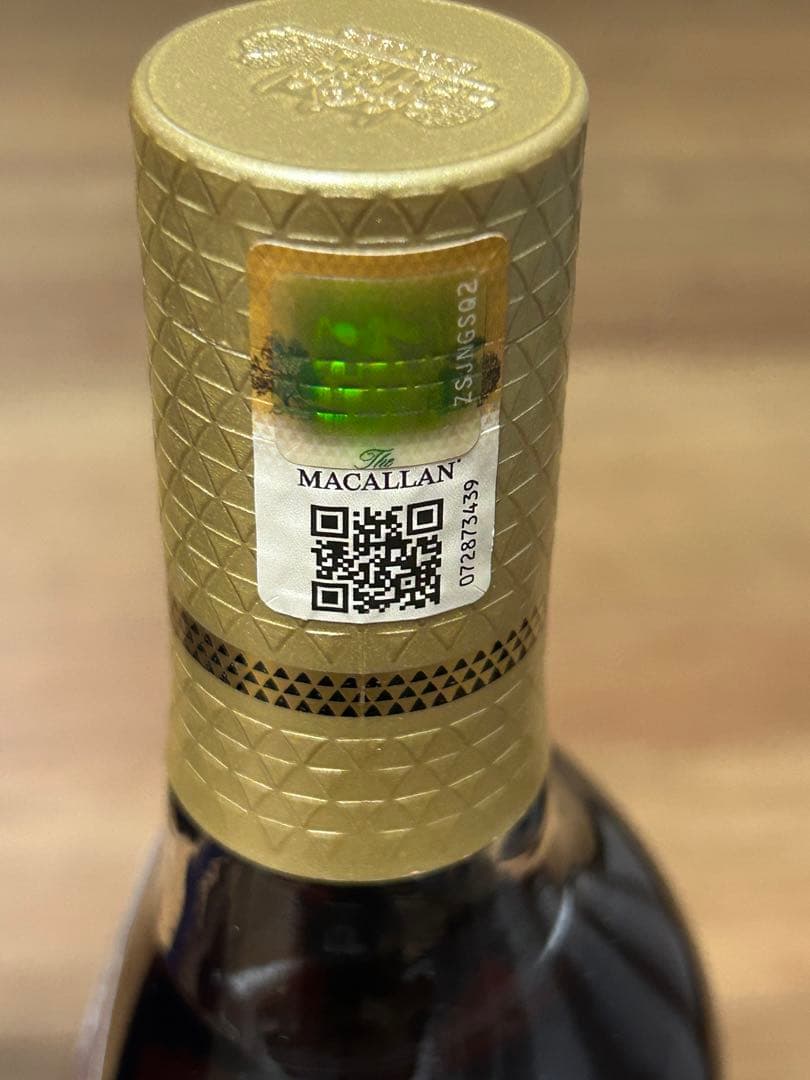 ZSJNGSQ2
The
MACALLAN
072873439